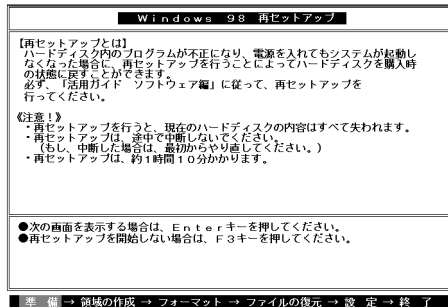 Windows 98 再セットアップ
【再セットアップとは】
ハードディスク内のプログラムが不正になり、電源を入れてもシステムが起動し
なくなった場合に、再セットアップを行うことによってハードディスクを購入時
の状態に戻すことができます。
必ず、「活用ガイド ソフトウェア編」に従って、再セットアップを
行ってください。
《注意！》
・再セットアップを行うと、現在のハードディスクの内容はすべて失われます。
・再セットアップは、途中で中断しないでください。
（もし、中断した場合は、最初からやり直してください。）
・再セットアップは、約1時間10分かかります。
●次の画面を表示する場合は、Enterキーを押してください。
●再セットアップを開始しない場合は、F3キーを押してください。
準 備 → 領域の作成 → フォーマット → ファイルの復元 → 設 定 → 終 了